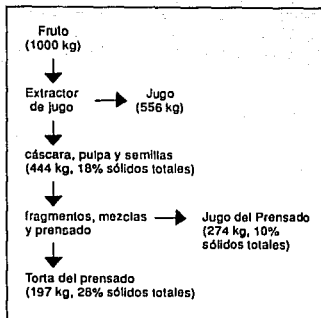 Fruto
(1000 kg)
Extractor
de jugo
Jugo
(556 kg)
cáscara, pulpa y semillas
(444 kg, 18% sólidos totales)
fragmentos, mezclas
y prensado
Jugo del Prensado
(274 kg, 10%
sólidos totales)
Torta del prensado
(197 kg, 28% sólidos totales)